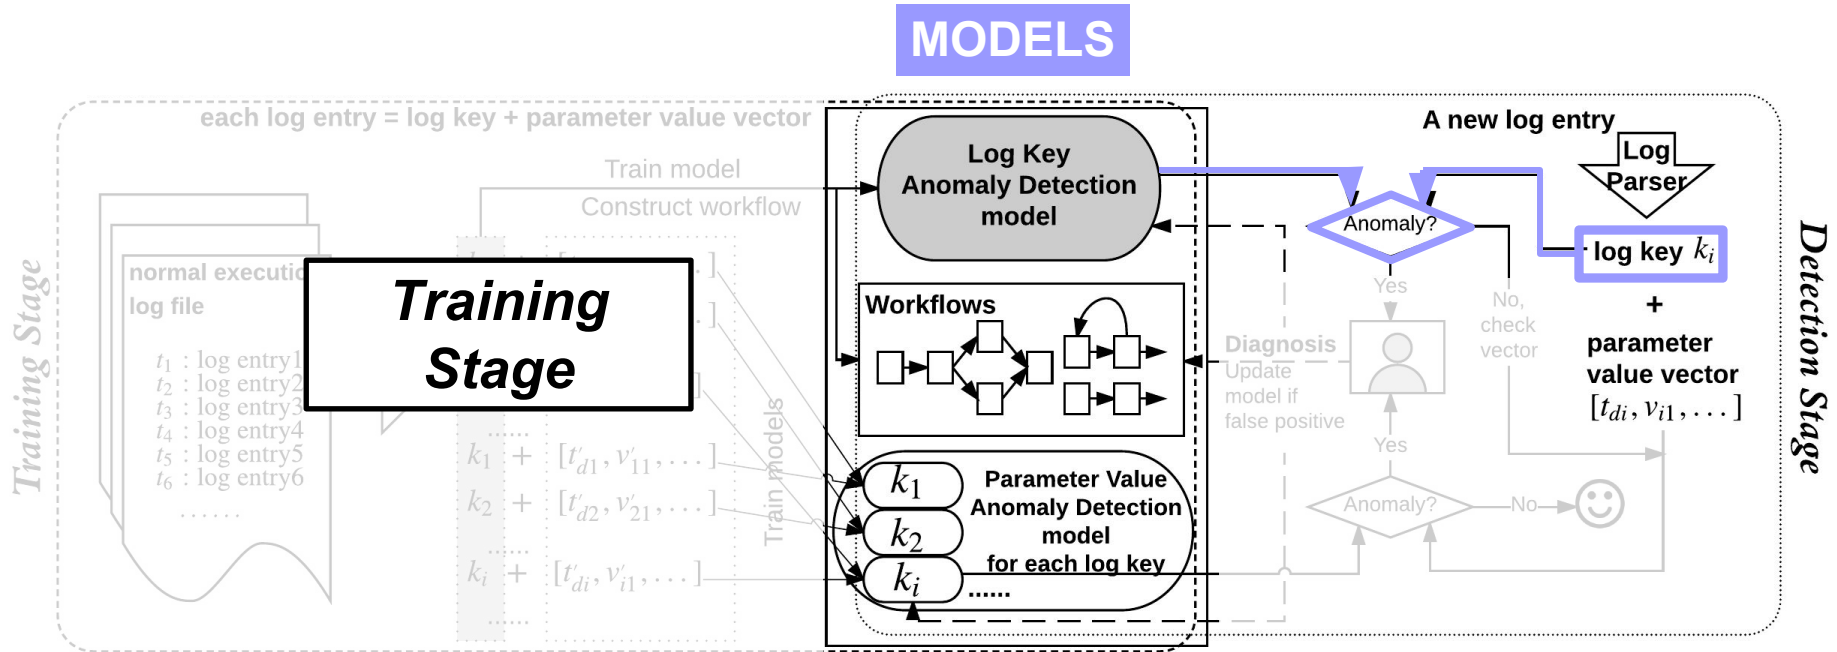 MODELS
each log entry = log key + parameter value vector
Train model
Construct workflow
Training Stage
normal executio
log file
t1 : log entry1
t2 : log entry2
t3 : log entry3
t4 : log entry4
t5 : log entry5
t6 : log entry6
......
Training
Stage
......
k1 + [t'd1, v'11, . . . ]
k2 + [t'd2, v'21, . . . ]
......
ki + [t'di, v'i1, . . . ]
......
Train models
Log Key
Anomaly Detection
model
Workflows
k1
k2
ki
Parameter Value
Anomaly Detection
model
for each log key
......
Diagnosis
Update
model if
false positive
A new log entry
Log
Parser
Anomaly?
log key ki
+
parameter
value vector
[tdi, vi1, . . . ]
Yes
No,
check
vector
Yes
Anomaly?
No
Detection Stage